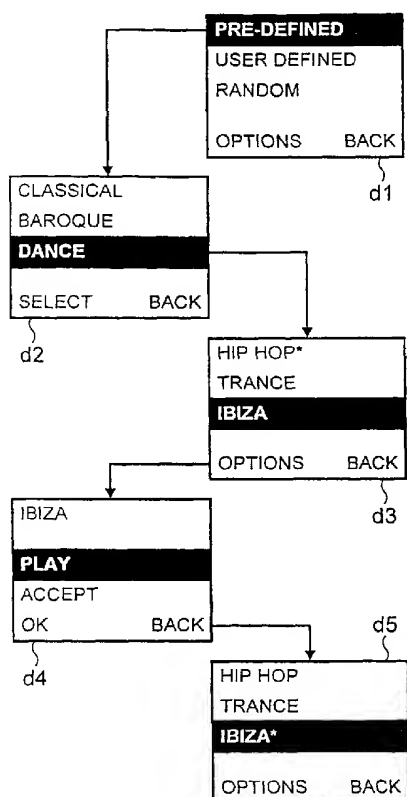 PRE-DEFINED
USER DEFINED
RANDOM
OPTIONS BACK
d1
CLASSICAL
BAROQUE
DANCE
SELECT BACK
d2
HIP HOP*
TRANCE
IBIZA
OPTIONS BACK
d3
IBIZA
PLAY
ACCEPT
OK BACK
d4
d5
HIP HOP
TRANCE
IBIZA*
OPTIONS BACK